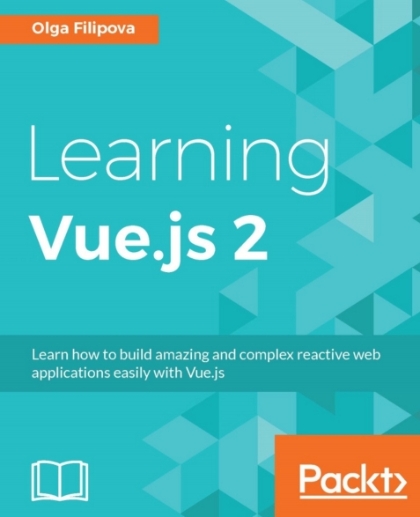 Olga Filipova
Learning
Vue.js 2
Learn how to build amazing and complex reactive web
applications easily with Vue.js
Packt>